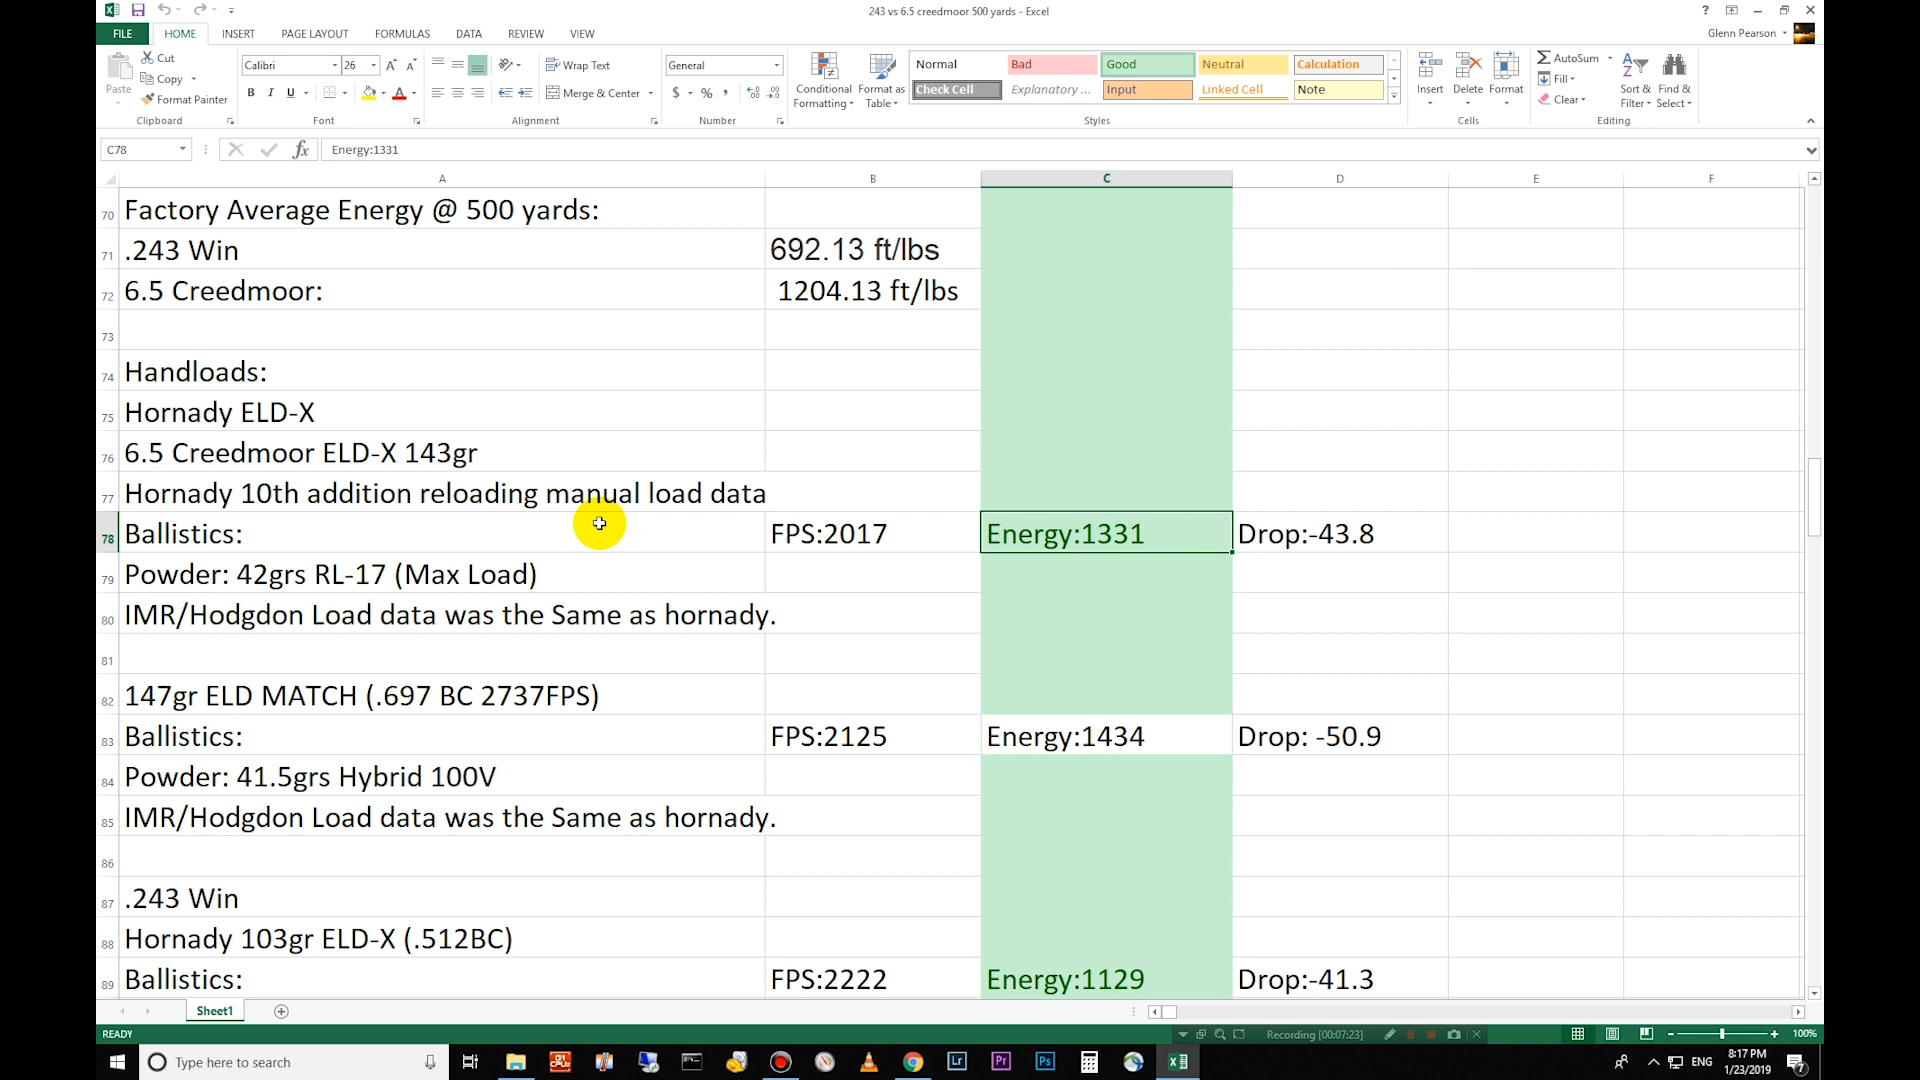 243 vs 6.5 creedmoor 500 yards - Excel
FILE HOME INSERT PAGE LAYOUT FORMULAS DATA REVIEW VIEW Glenn Pearson
Paste Cut Copy Format Painter Clipboard
Calibri 26 B I U Font
Wrap Text Merge & Center Alignment
General $ % , Number
Conditional Formatting Format as Table
Normal Bad Good Neutral Calculation
Check Cell Explanatory ... Input Linked Cell Note
Styles
Insert Delete Format Cells
AutoSum Fill Clear Sort & Filter Find & Select Editing
C78 fx Energy:1331
A B C D E F
70 Factory Average Energy @ 500 yards:
71 .243 Win 692.13 ft/lbs
72 6.5 Creedmoor: 1204.13 ft/lbs
73
74 Handloads:
75 Hornady ELD-X
76 6.5 Creedmoor ELD-X 143gr
77 Hornady 10th addition reloading manual load data
78 Ballistics: FPS:2017 Energy:1331 Drop:-43.8
79 Powder: 42grs RL-17 (Max Load)
80 IMR/Hodgdon Load data was the Same as hornady.
81
82 147gr ELD MATCH (.697 BC 2737FPS)
83 Ballistics: FPS:2125 Energy:1434 Drop: -50.9
84 Powder: 41.5grs Hybrid 100V
85 IMR/Hodgdon Load data was the Same as hornady.
86
87 .243 Win
88 Hornady 103gr ELD-X (.512BC)
89 Ballistics: FPS:2222 Energy:1129 Drop:-41.3
Sheet1
READY Recording [00:07:23] 100%
Type here to search Lr Pr Ps ENG 8:17 PM
1/23/2019 7